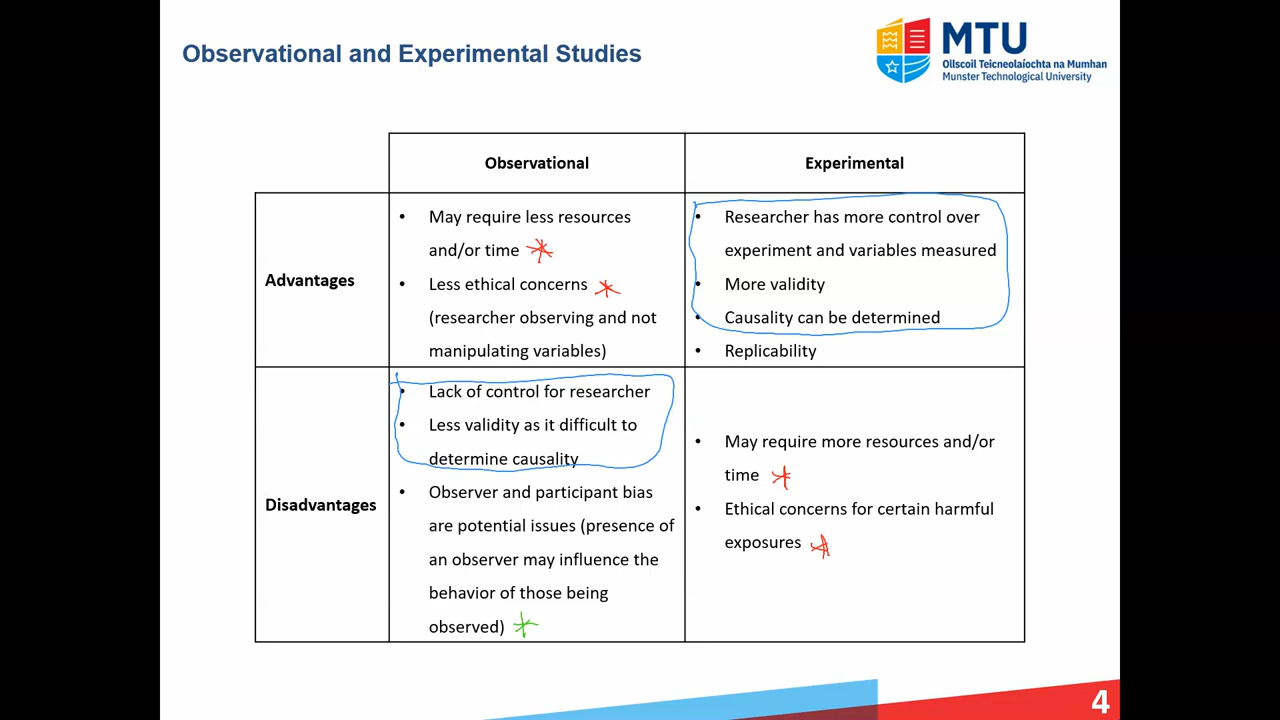 Observational and Experimental Studies
MTU
Ollscoil Teicneolaíochta na Mumhan
Munster Technological University
Observational
Experimental
Advantages
• May require less resources
and/or time
• Less ethical concerns
(researcher observing and not
manipulating variables)
• Researcher has more control over
experiment and variables measured
• More validity
• Causality can be determined
• Replicability
Disadvantages
• Lack of control for researcher
• Less validity as it difficult to
determine causality
• Observer and participant bias
are potential issues (presence of
an observer may influence the
behavior of those being
observed)
• May require more resources and/or
time
• Ethical concerns for certain harmful
exposures
4